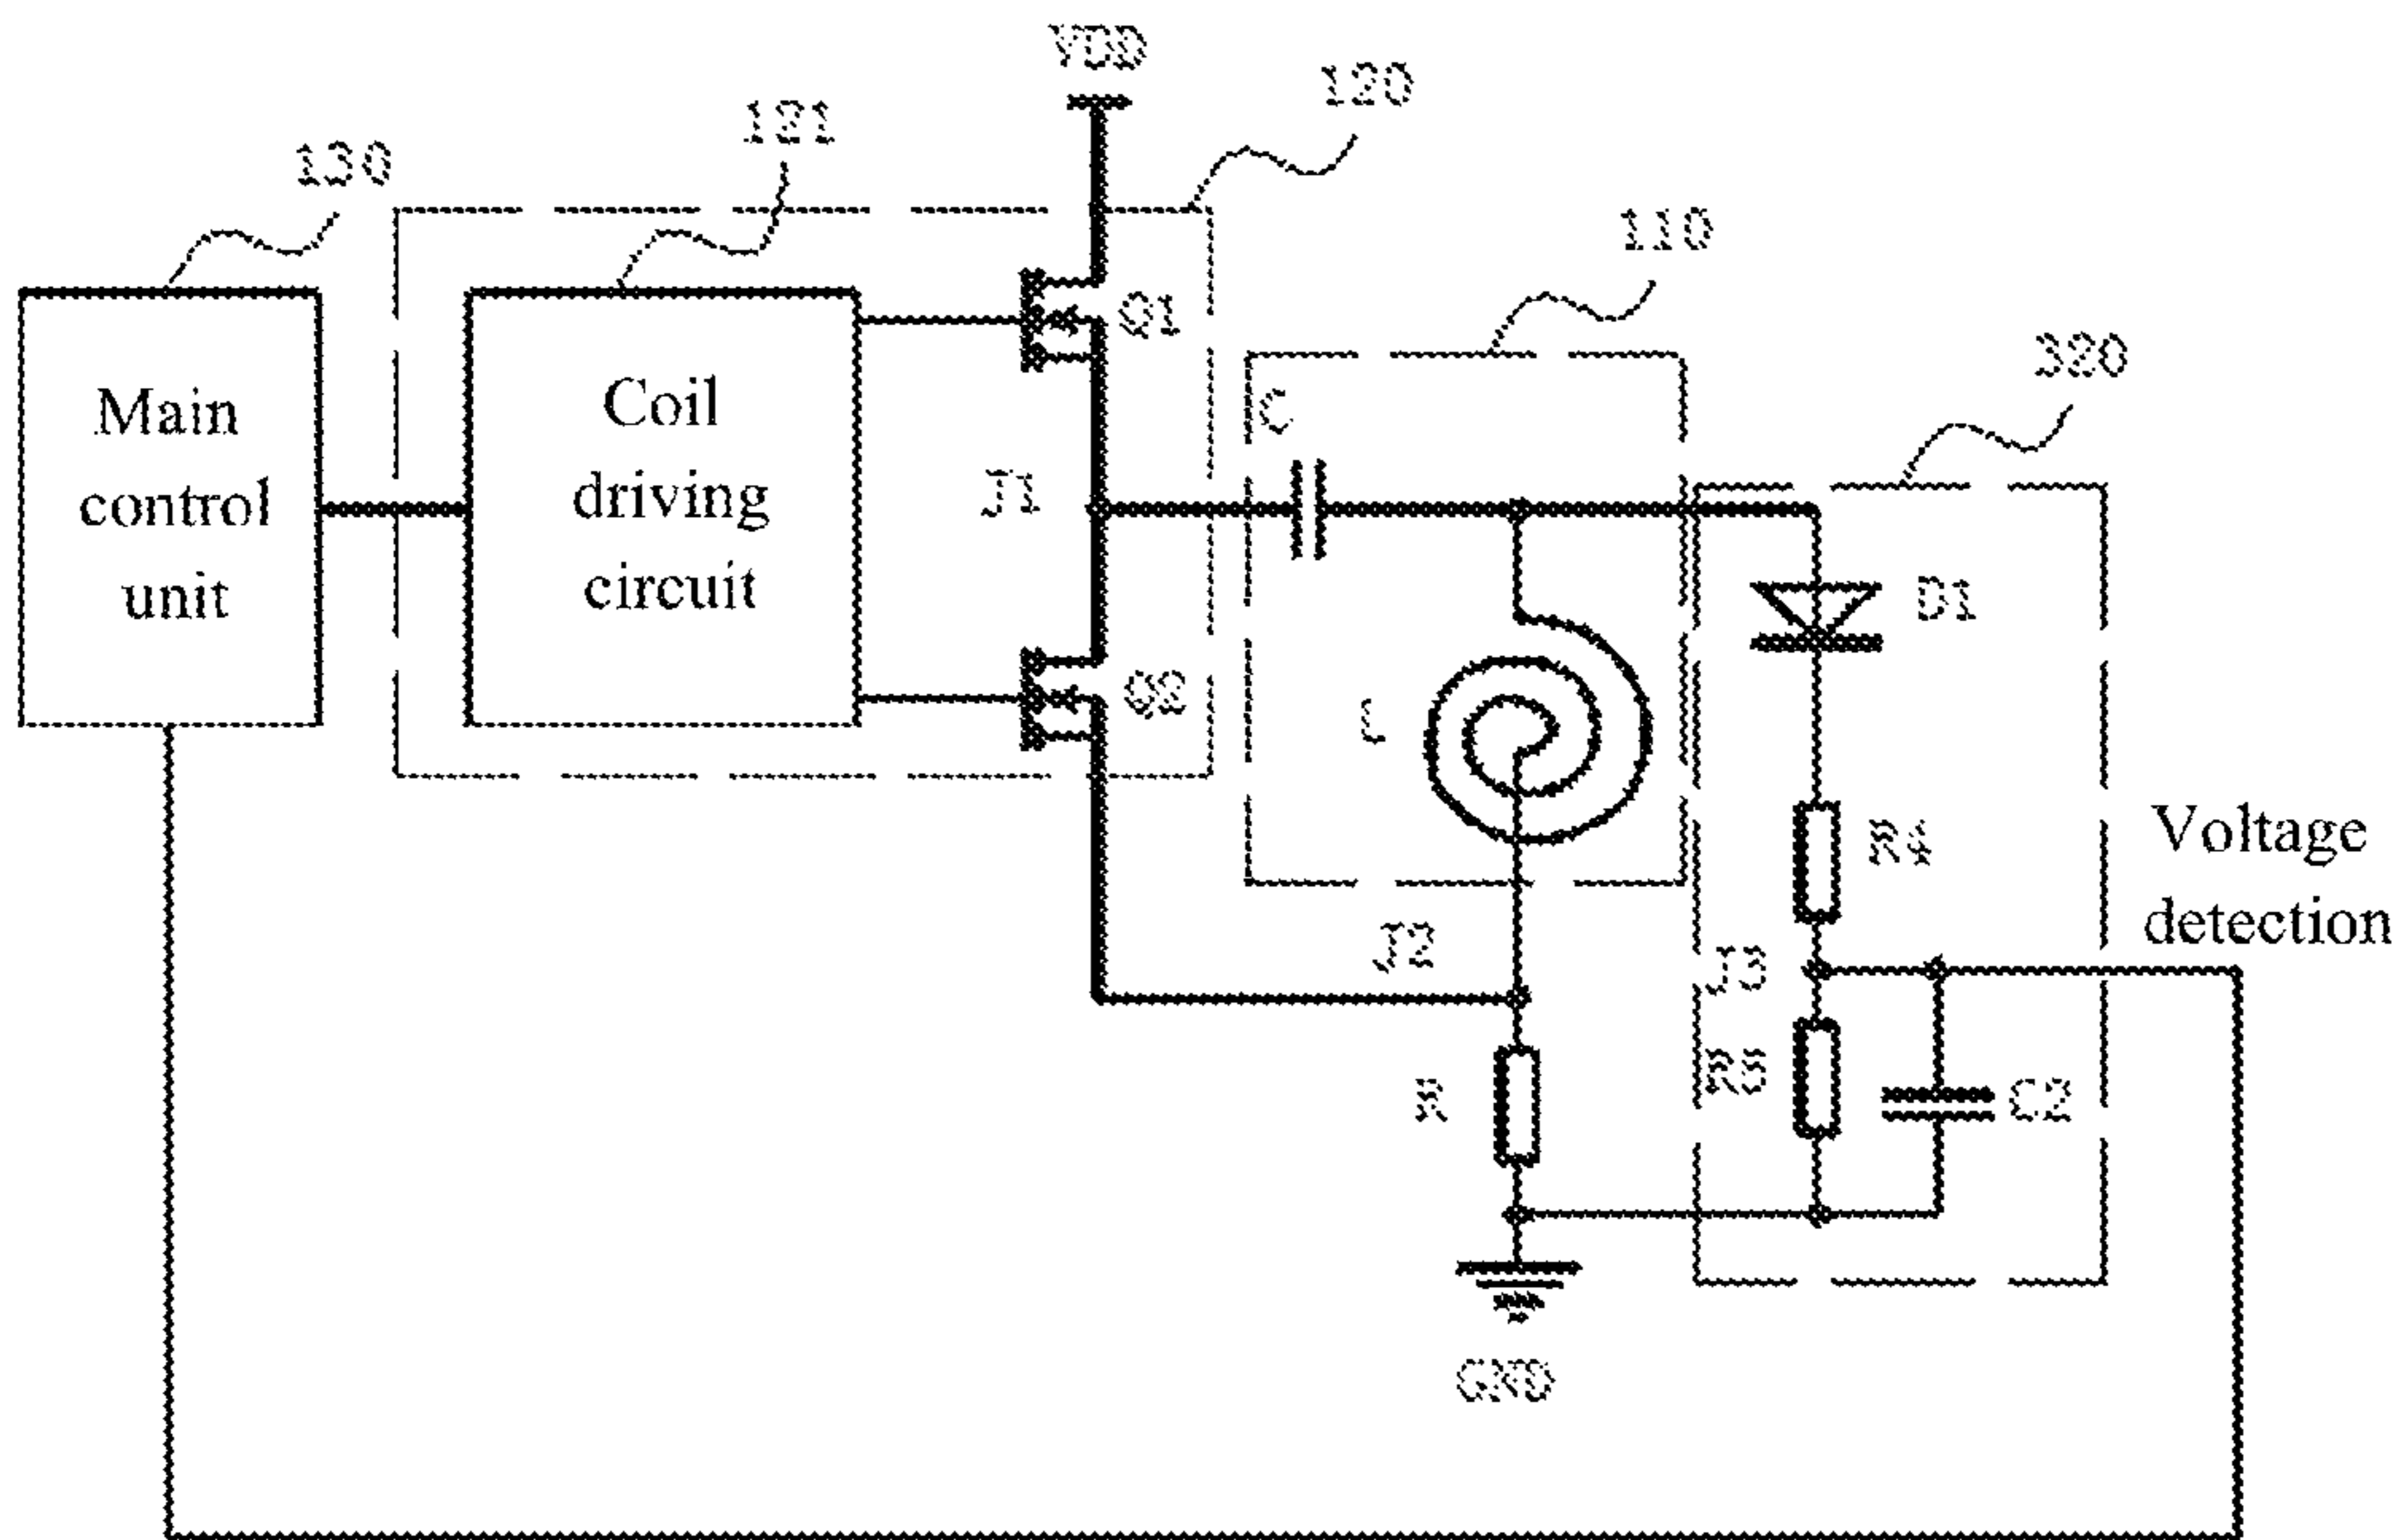 VDD
120
121
130
110
320
Q1
C
Main
control
unit
Coil
driving
circuit
J1
D1
Q2
L
R4
Voltage
detection
J2
J3
R
R5
C2
GND